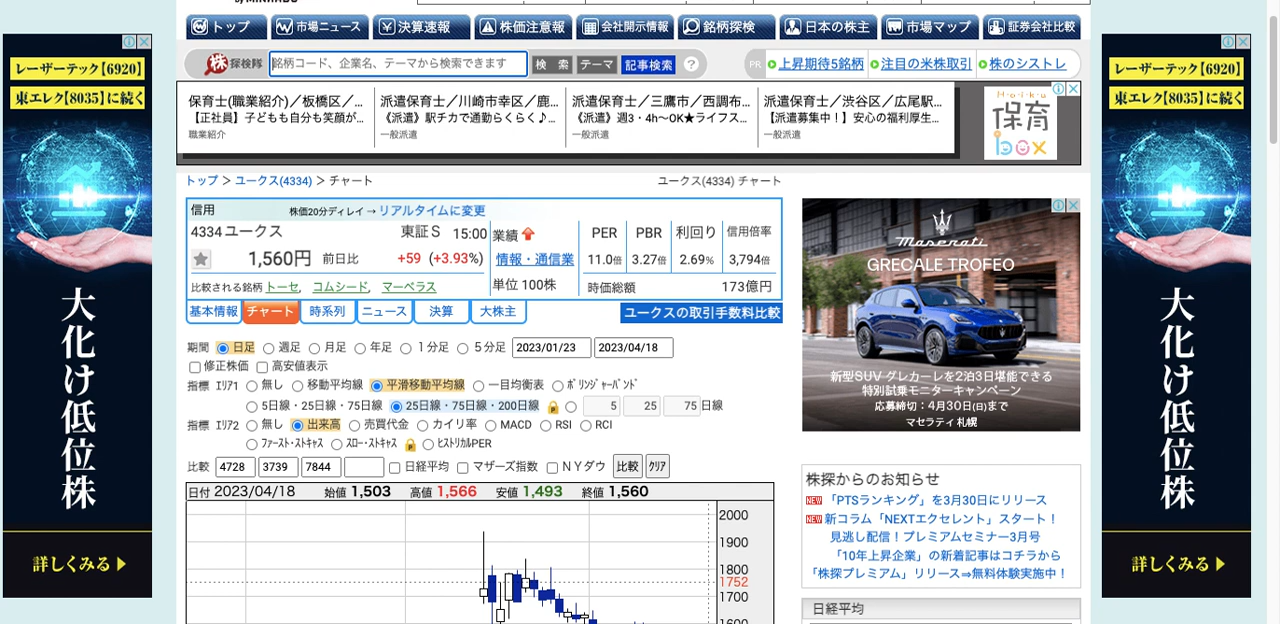 by MINKABU
トップ 市場ニュース 決算速報 株価注意報 会社開示情報 銘柄探検 日本の株主 市場マップ 証券会社比較
株探検隊 銘柄コード、企業名、テーマから検索できます 検 索 テーマ 記事検索 ? PR 上昇期待5銘柄 注目の米株取引 株のシストレ
レーザーテック【6920】
東エレク【8035】に続く
大化け低位株
詳しくみる
保育士(職業紹介)／板橋区／...
【正社員】子どもも自分も笑顔が...
職業紹介
派遣保育士／川崎市幸区／鹿...
《派遣》駅チカで通勤らくらく♪...
一般派遣
派遣保育士／三鷹市／西調布...
《派遣》週3・4h〜OK★ライフス...
一般派遣
派遣保育士／渋谷区／広尾駅...
【派遣募集中！】安心の福利厚生...
一般派遣
Hoiku
保育
box
トップ > ユークス(4334) > チャート
ユークス(4334) チャート
信用 株価20分ディレイ → リアルタイムに変更
4334 ユークス 東証Ｓ 15:00
1,560円 前日比 +59 (+3.93%)
比較される銘柄 トーセ, コムシード, マーベラス
業績
情報・通信業
単位 100株
PER PBR 利回り 信用倍率
11.0倍 3.27倍 2.69% 3,794倍
時価総額 173億円
基本情報 チャート 時系列 ニュース 決算 大株主 ユークスの取引手数料比較
期間 日足 週足 月足 年足 １分足 ５分足 2023/01/23 2023/04/18
修正株価 高安値表示
指標 ｴﾘｱ1 無し 移動平均線 平滑移動平均線 一目均衡表 ﾎﾞﾘﾝｼﾞｬｰﾊﾞﾝﾄﾞ
5日線・25日線・75日線 25日線・75日線・200日線 5 25 75 日線
指標 ｴﾘｱ2 無し 出来高 売買代金 カイリ率 MACD RSI RCI
ﾌｧｰｽﾄ･ｽﾄｷｬｽ ｽﾛｰ･ｽﾄｷｬｽ ﾋｽﾄﾘｶﾙPER
比較 4728 3739 7844 日経平均 マザーズ指数 ＮＹダウ 比較 ｸﾘｱ
日付 2023/04/18 始値 1,503 高値 1,566 安値 1,493 終値 1,560
2000
1900
1800
1752
1700
1600
Maserati
GRECALE TROFEO
新型SUV グレカーレを2泊3日堪能できる
特別試乗モニターキャンペーン
応募締切：4月30日(日)まで
マセラティ 札幌
株探からのお知らせ
NEW 「PTSランキング」を3月30日にリリース
NEW 新コラム「NEXTエクセレント」スタート！
見逃し配信！プレミアムセミナー3月号
「10年上昇企業」の新着記事はコチラから
「株探プレミアム」リリース⇒無料体験実施中！
日経平均
レーザーテック【6920】
東エレク【8035】に続く
大化け低位株
詳しくみる